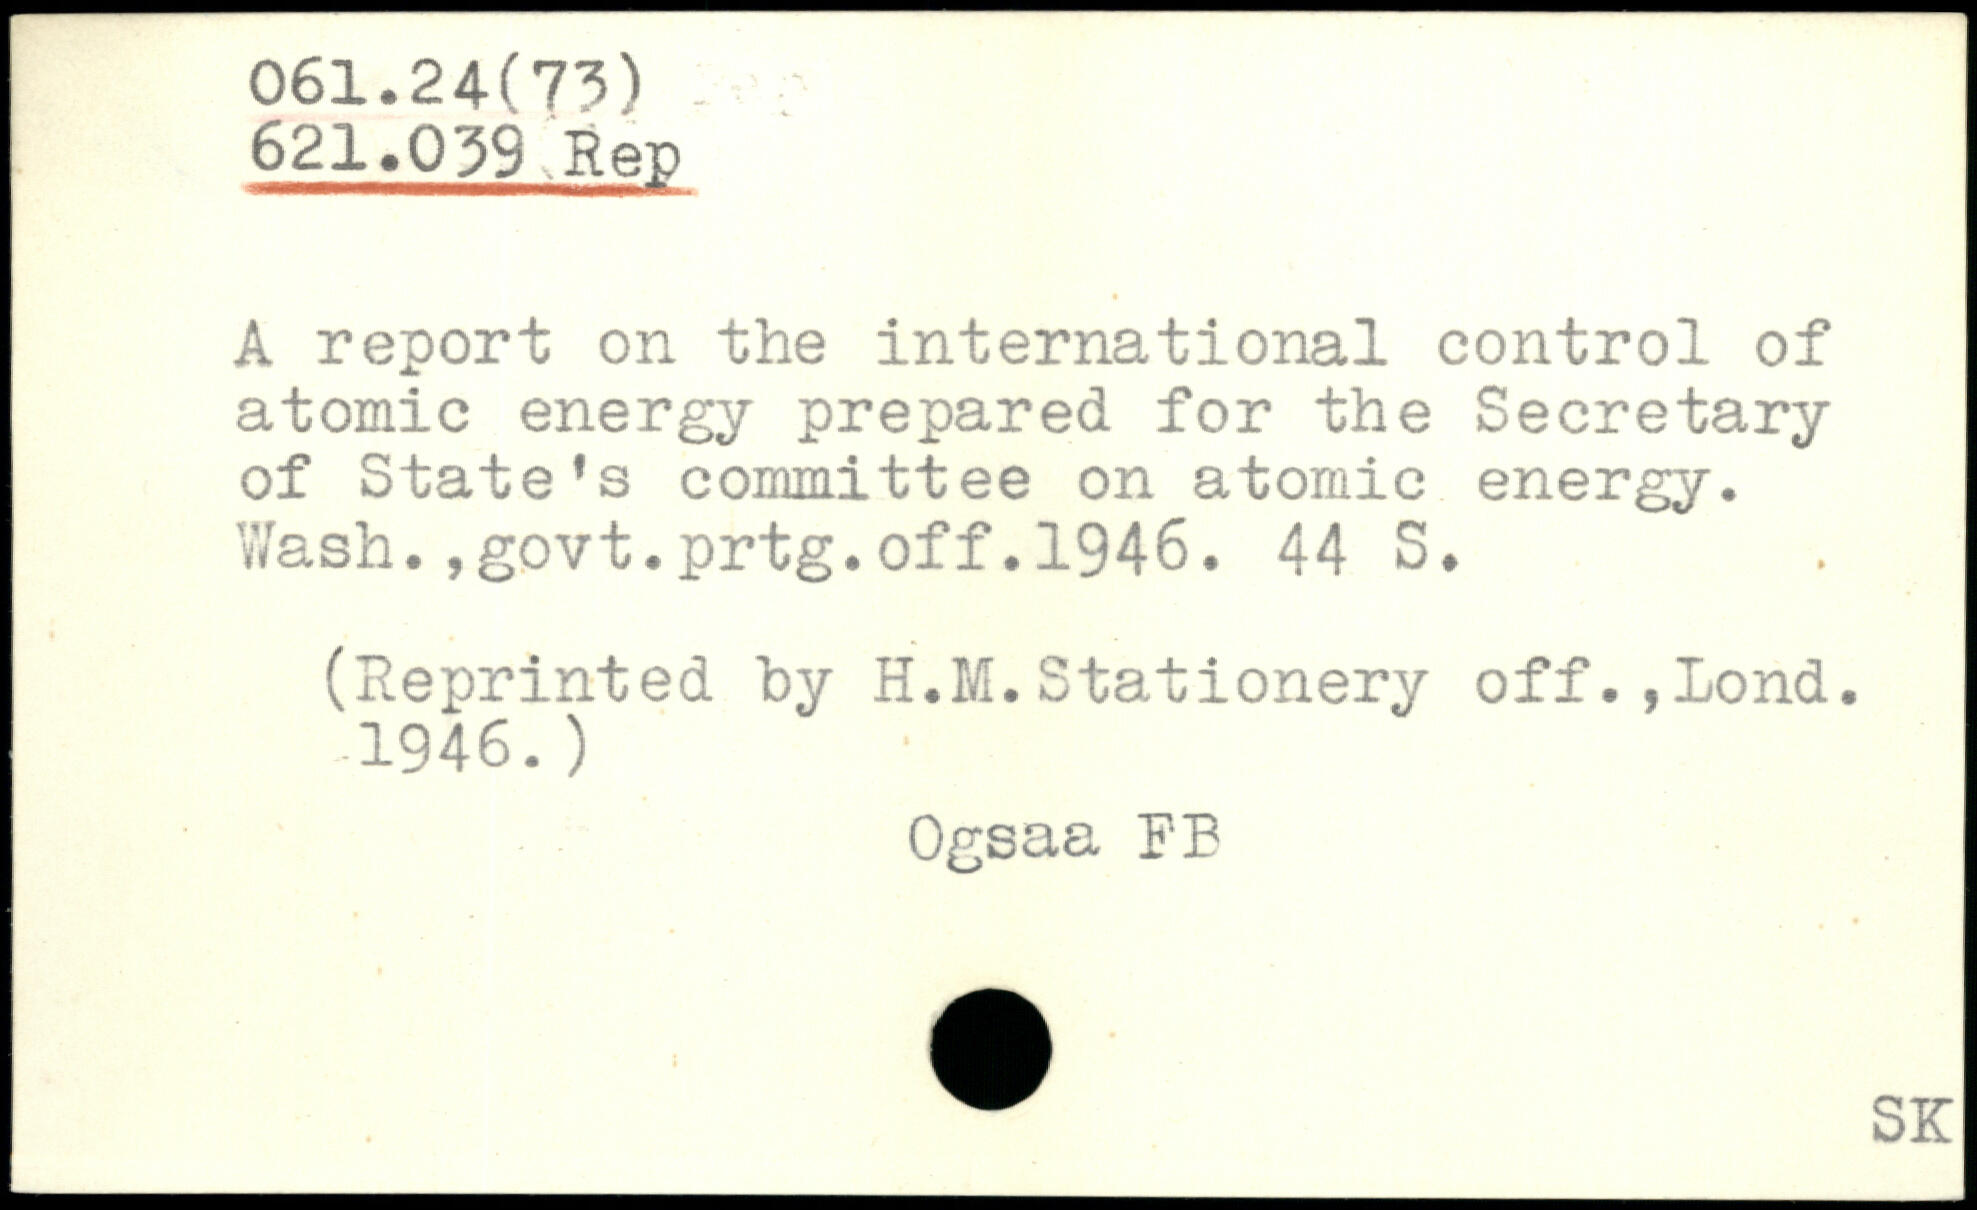 061.24(73)
621.039 Rep
A report on the international control of
atomic energy prepared for the Secretary
of State's committee on atomic energy.
Wash.,govt.prtg.off.1946. 44 S.
(Reprinted by H.M.Stationery off.,Lond.
1946.)
Ogsaa FB
SK